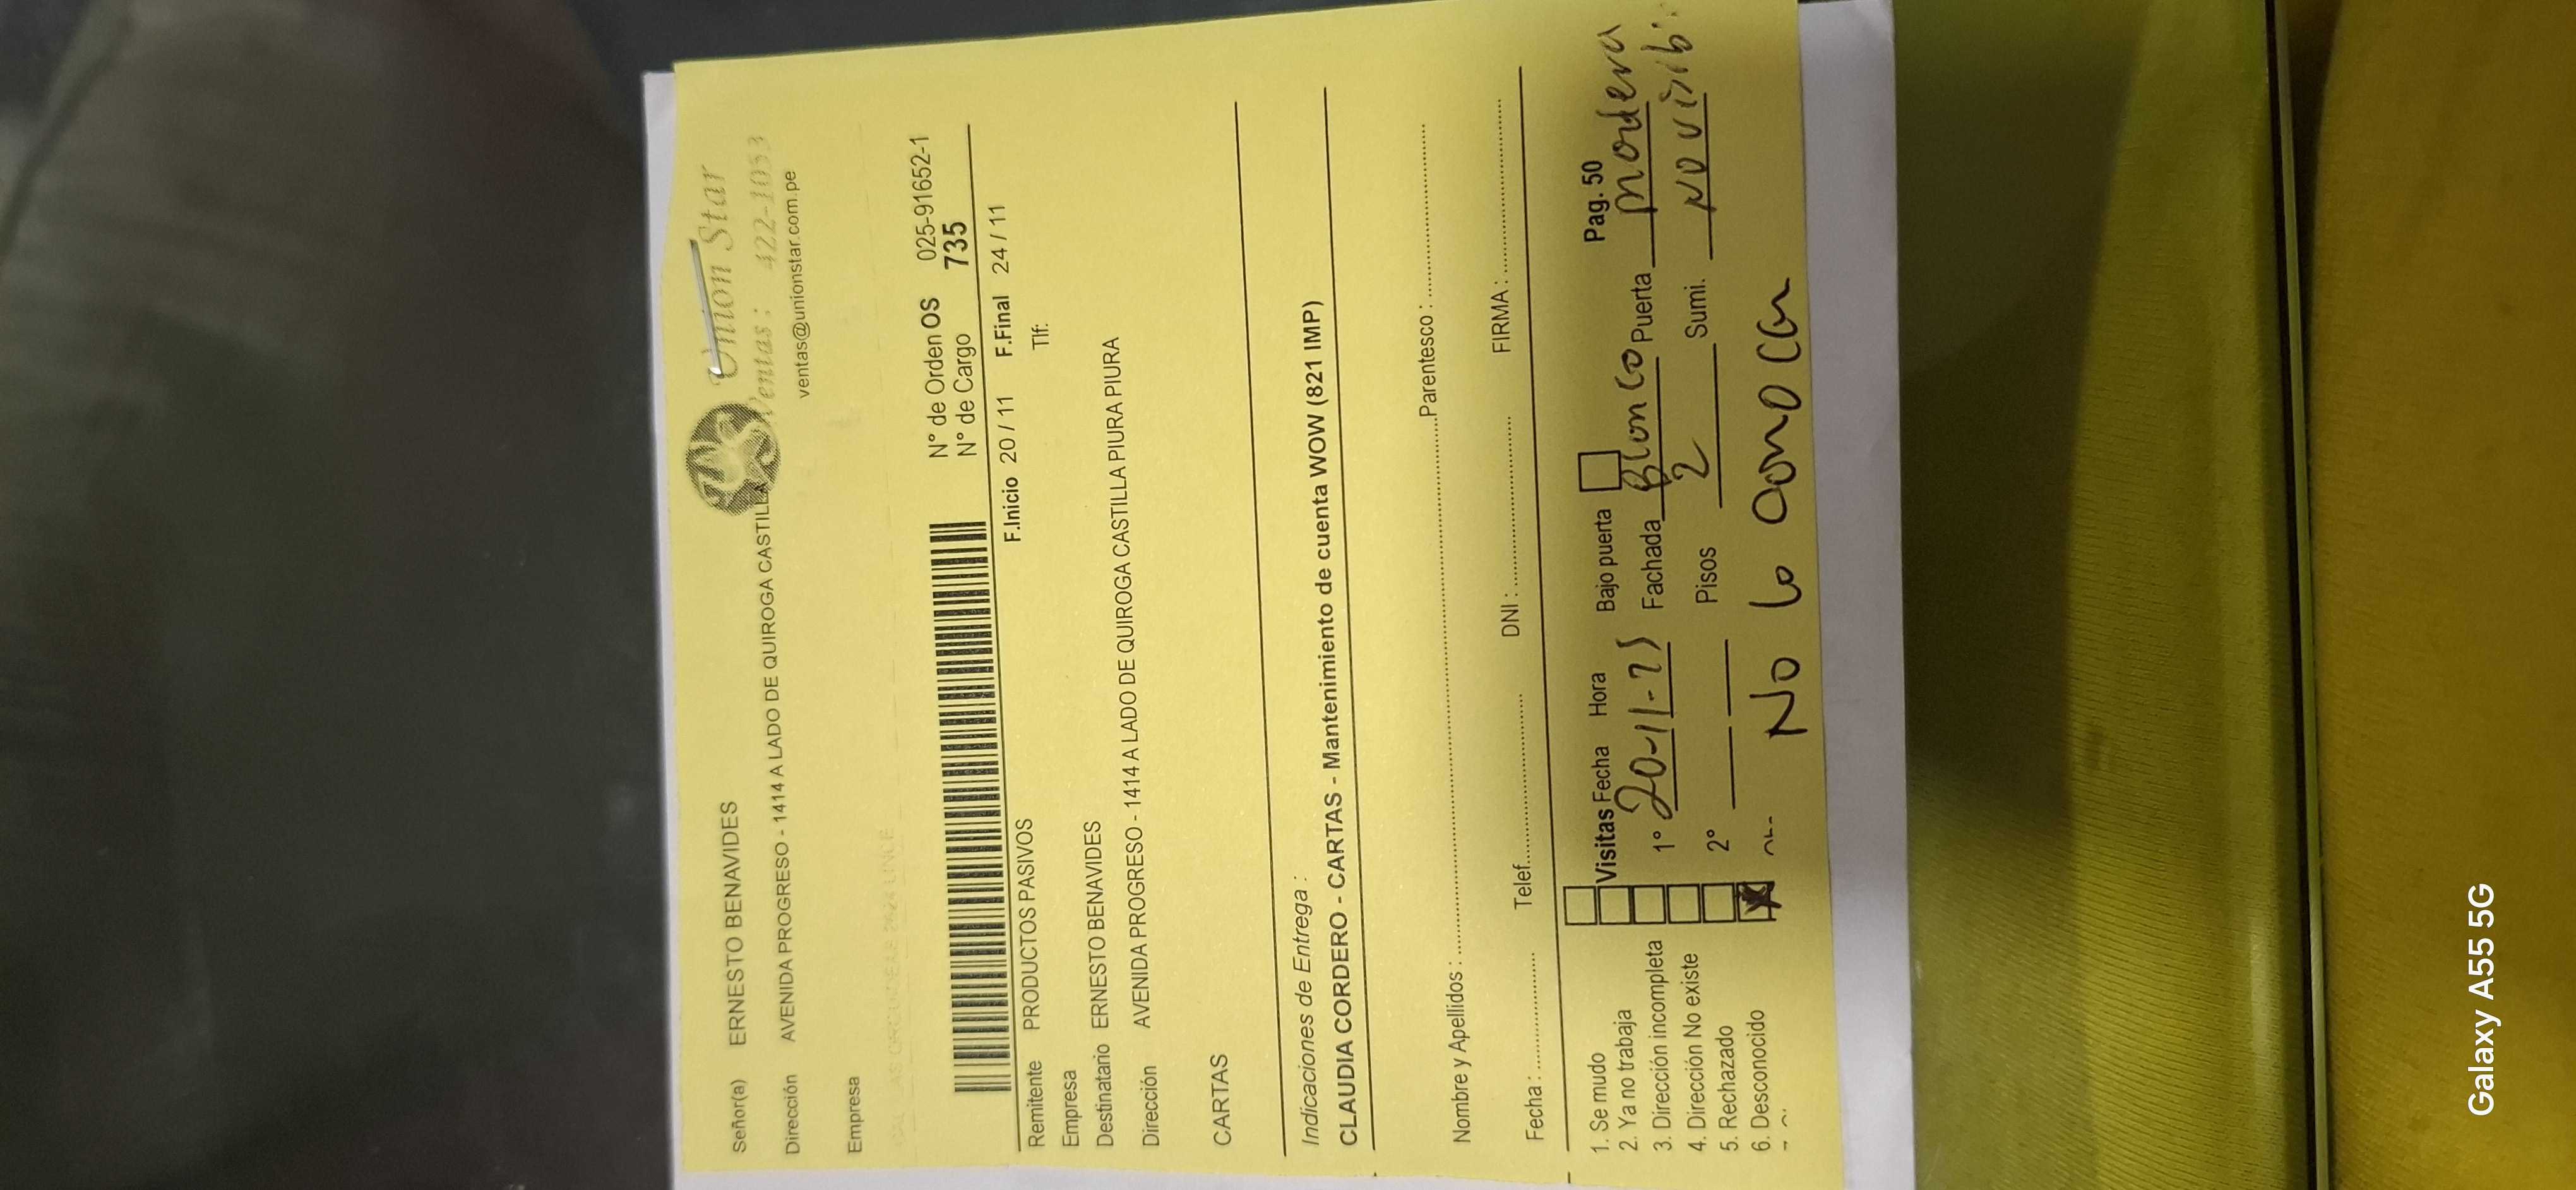 Union Star
Ventas: 422-1053
ventas@unionstar.com.pe
Señor(a) ERNESTO BENAVIDES
Dirección AVENIDA PROGRESO - 1414 A LADO DE QUIROGA CASTILLA
Empresa
N° de Orden OS 025-91652-1
N° de Cargo 735
F.Inicio 20 / 11 F.Final 24 / 11
Remitente PRODUCTOS PASIVOS Tlf:
Empresa
Destinatario ERNESTO BENAVIDES
Dirección AVENIDA PROGRESO - 1414 A LADO DE QUIROGA CASTILLA PIURA PIURA
CARTAS
Indicaciones de Entrega :
CLAUDIA CORDERO - CARTAS - Mantenimiento de cuenta WOW (821 IMP)
Nombre y Apellidos : Parentesco :
Fecha : Telef. DNI : FIRMA :
1. Se mudo Visitas Fecha Hora Bajo puerta Pag. 50
2. Ya no trabaja
3. Dirección incompleta 1° 20-11-25 Fachada Blanco Puerta madera
4. Dirección No existe
5. Rechazado 2° Pisos 2 Sumi. NO visib.
6. Desconocido No lo conocen
Galaxy A55 5G